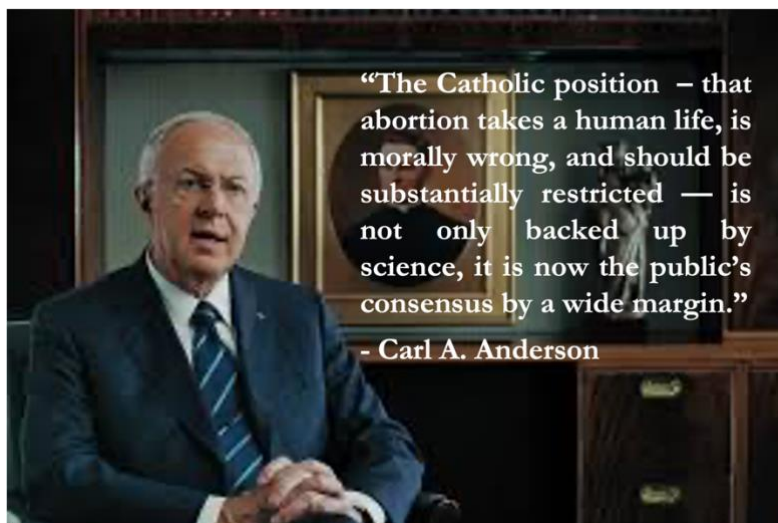 “The Catholic position – that
abortion takes a human life, is
morally wrong, and should be
substantially restricted — is
not only backed up by
science, it is now the public’s
consensus by a wide margin.”
- Carl A. Anderson